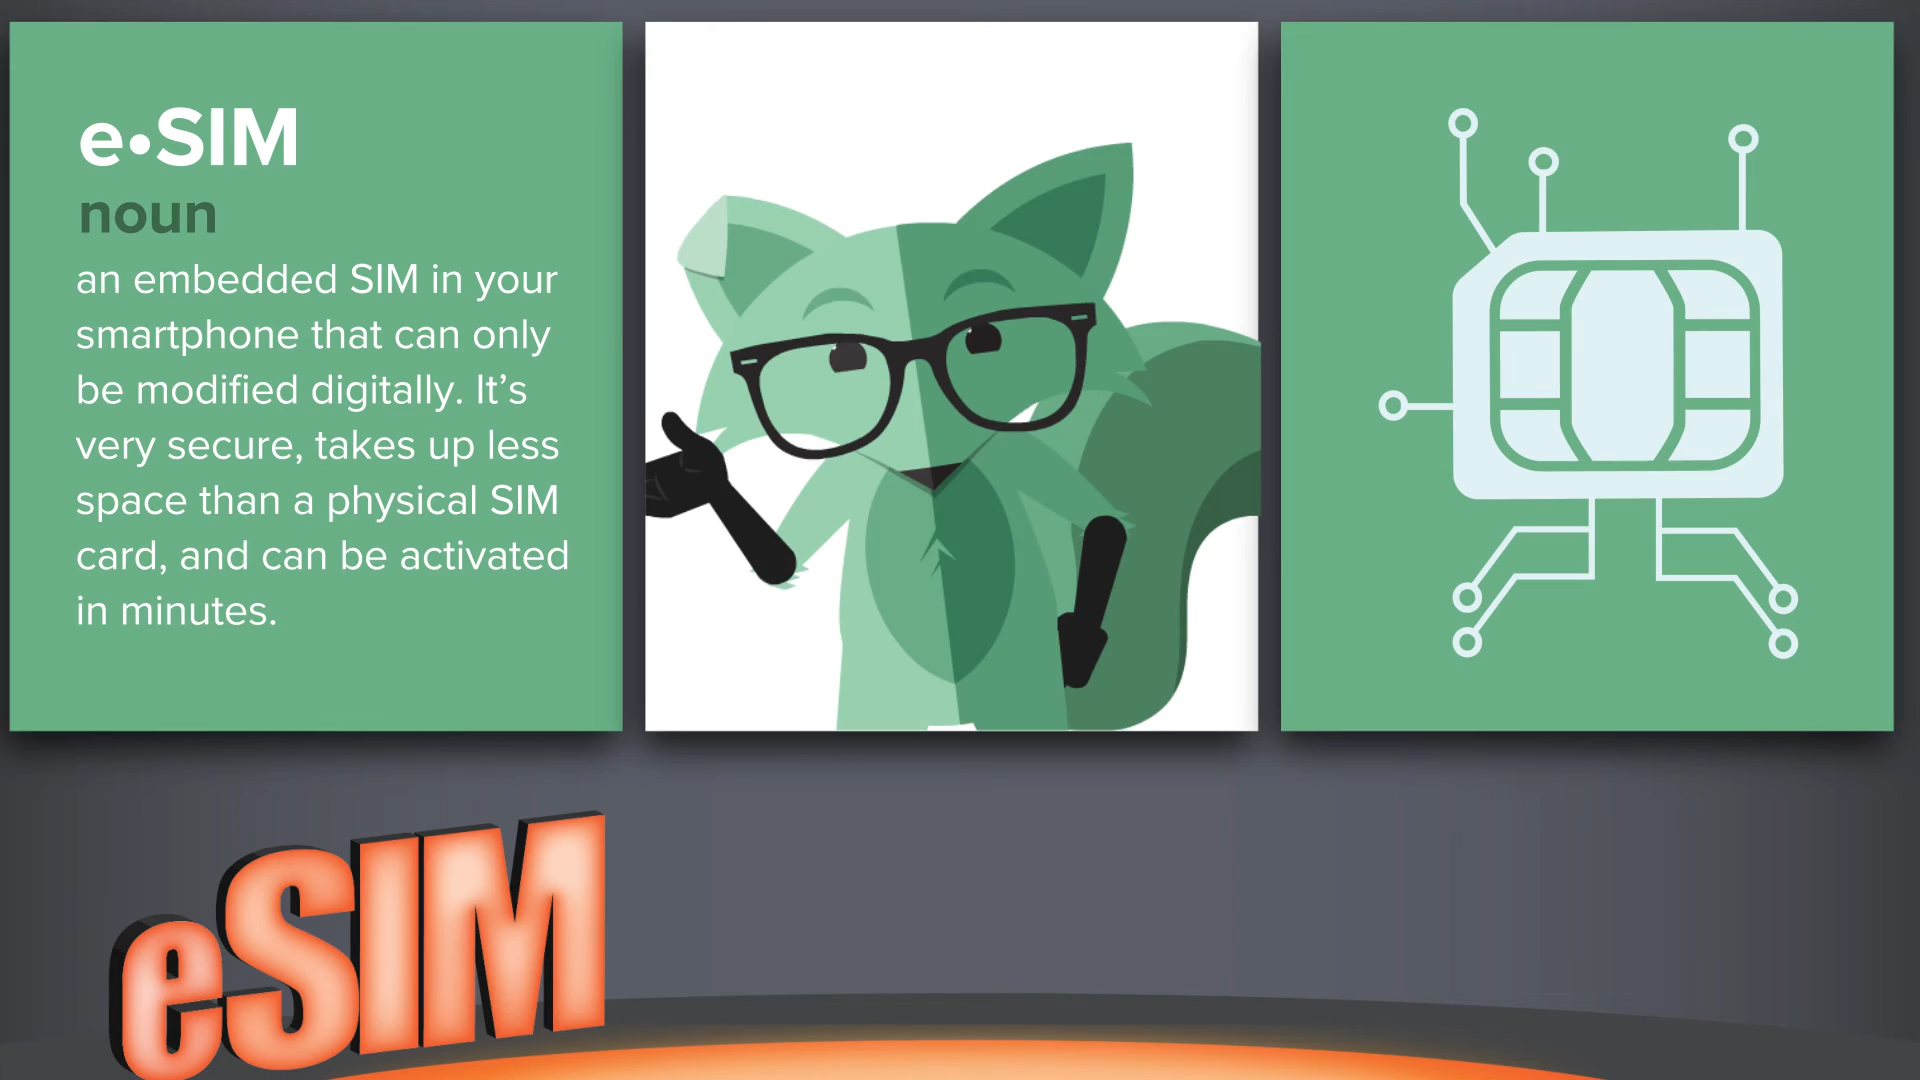 e•SIM
noun
an embedded SIM in your
smartphone that can only
be modified digitally. It’s
very secure, takes up less
space than a physical SIM
card, and can be activated
in minutes.
eSIM